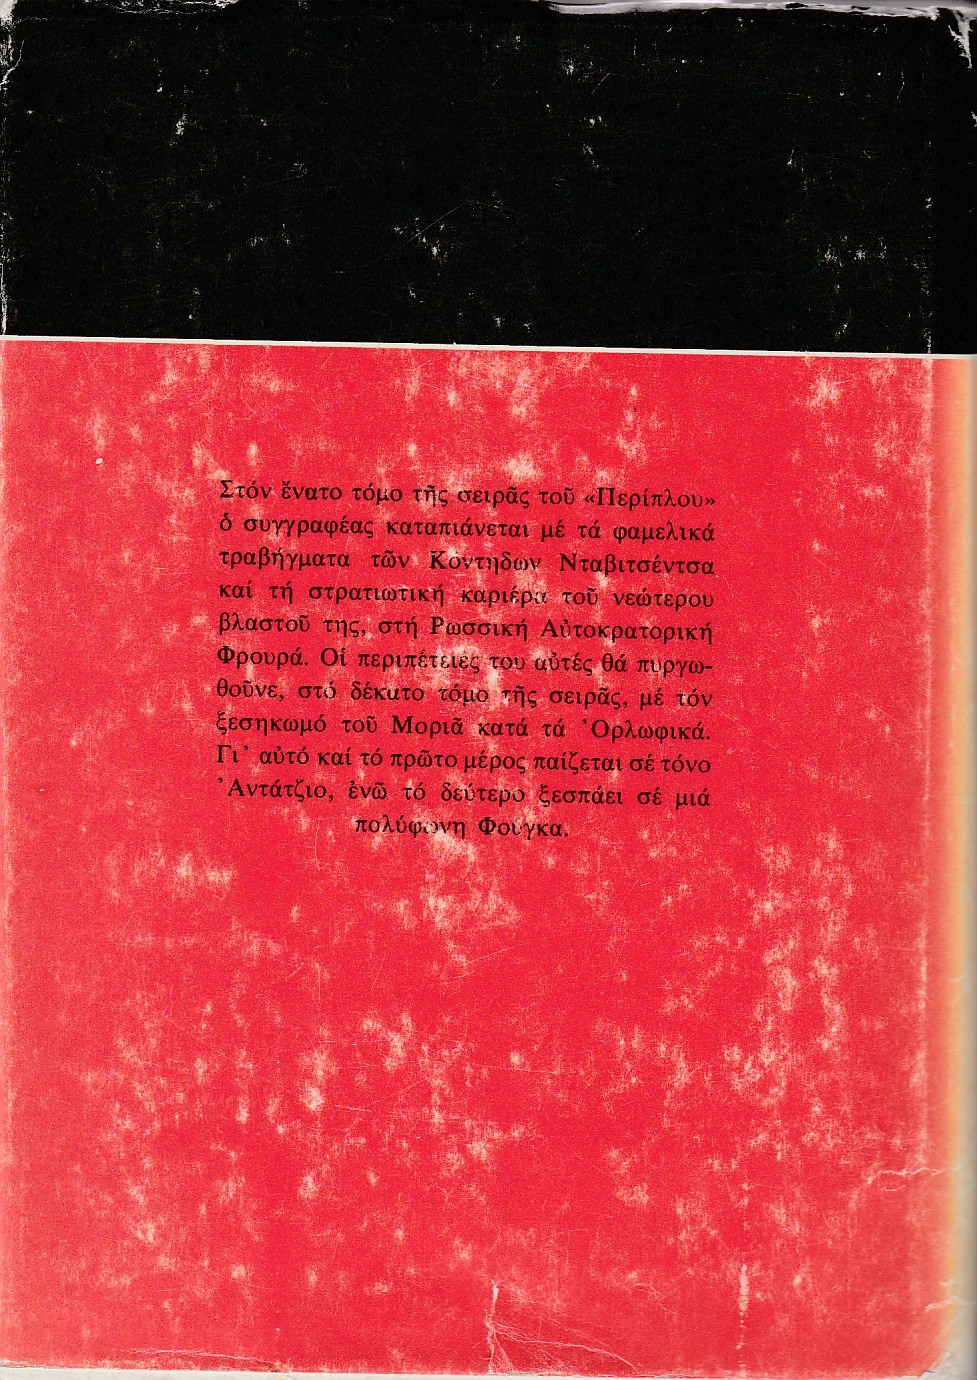 Στόν ἔνατο τόμο τῆς σειρᾶς τοῦ «Περίπλου»
ὁ συγγραφέας καταπιάνεται μέ τά φαμελικά
τραβήγματα τῶν Κόντηδων Νταβιτσέντσα
καί τή στρατιωτική καριέρα τοῦ νεώτερου
βλαστοῦ της, στή Ρωσσική Αὐτοκρατορική
Φρουρά. Οἱ περιπέτειές του αὐτές θά πυργω-
θοῦνε, στό δέκατο τόμο τῆς σειρᾶς, μέ τόν
ξεσηκωμό τοῦ Μοριᾶ κατά τά Ὀρλωφικά.
Γι᾿ αὐτό καί τό πρῶτο μέρος παίζεται σέ τόνο
Ἀντάτζιο, ἐνῶ τό δεύτερο ξεσπάει σέ μιά
πολύφωνη Φούγκα.